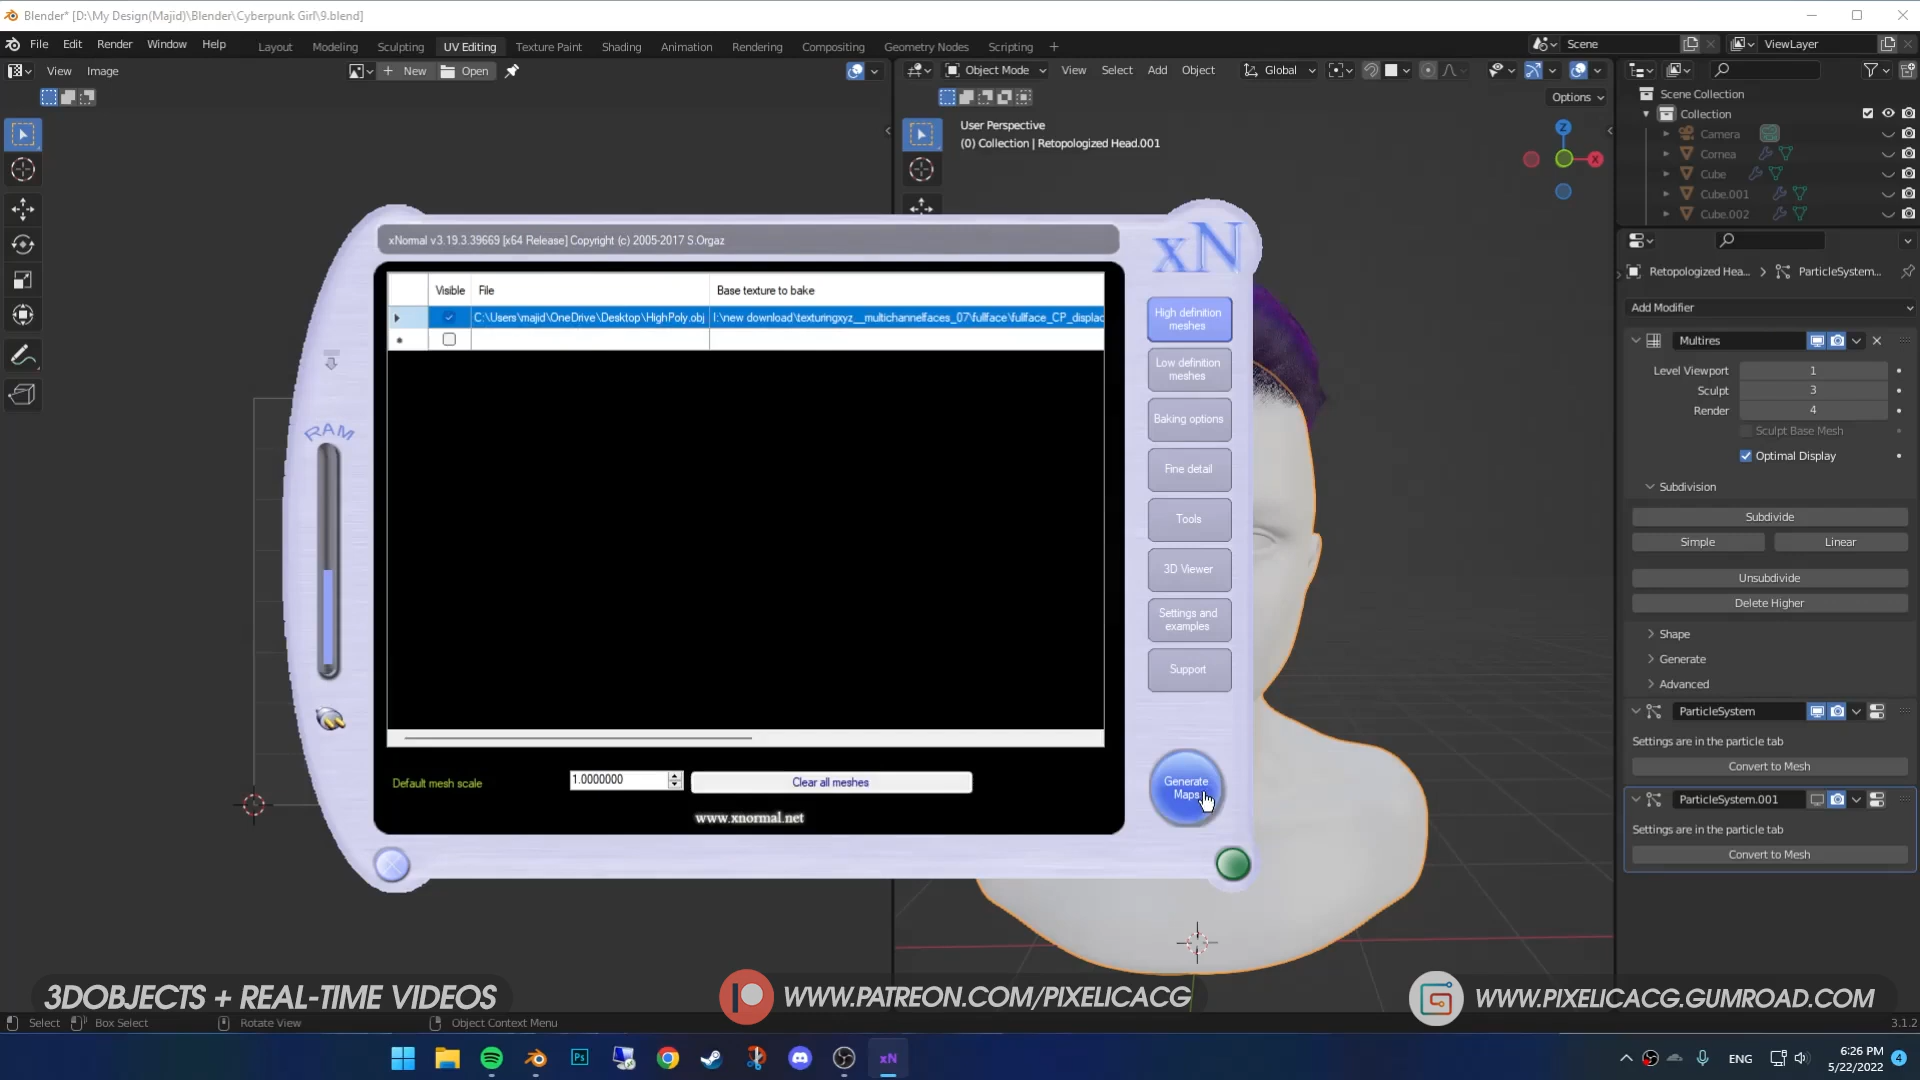 Blender* [D:\My Design(Majid)\Blender\Cyberpunk Girl\9.blend]
File Edit Render Window Help
Layout Modeling Sculpting UV Editing Texture Paint Shading Animation Rendering Compositing Geometry Nodes Scripting +
Scene
ViewLayer
View Image
New Open
Object Mode View Select Add Object
Global
Options
User Perspective
(0) Collection | Retopologized Head.001
Z
X
Scene Collection
Collection
Camera
Cornea
Cube
Cube.001
Cube.002
Retopologized Hea... > ParticleSystem...
Add Modifier
Multires
Level Viewport 1
Sculpt 3
Render 4
Sculpt Base Mesh
Optimal Display
Subdivision
Subdivide
Simple Linear
Unsubdivide
Delete Higher
Shape
Generate
Advanced
ParticleSystem
Settings are in the particle tab
Convert to Mesh
ParticleSystem.001
Settings are in the particle tab
Convert to Mesh
xNormal v3.19.3.39669 [x64 Release] Copyright (c) 2005-2017 S.Orgaz
xN
Visible File Base texture to bake
C:\Users\majid\OneDrive\Desktop\HighPoly.obj I:\new download\texturingxyz__multichannelfaces_07\fullface\fullface_CP_displac
RAM
High definition
meshes
Low definition
meshes
Baking options
Fine detail
Tools
3D Viewer
Settings and
examples
Support
Generate
Maps
Default mesh scale 1.0000000 Clear all meshes
www.xnormal.net
3DOBJECTS + REAL-TIME VIDEOS
WWW.PATREON.COM/PIXELICACG
WWW.PIXELICACG.GUMROAD.COM
Select Box Select Rotate View Object Context Menu
3.1.2
Ps
xN
ENG
6:26 PM
5/22/2022
4